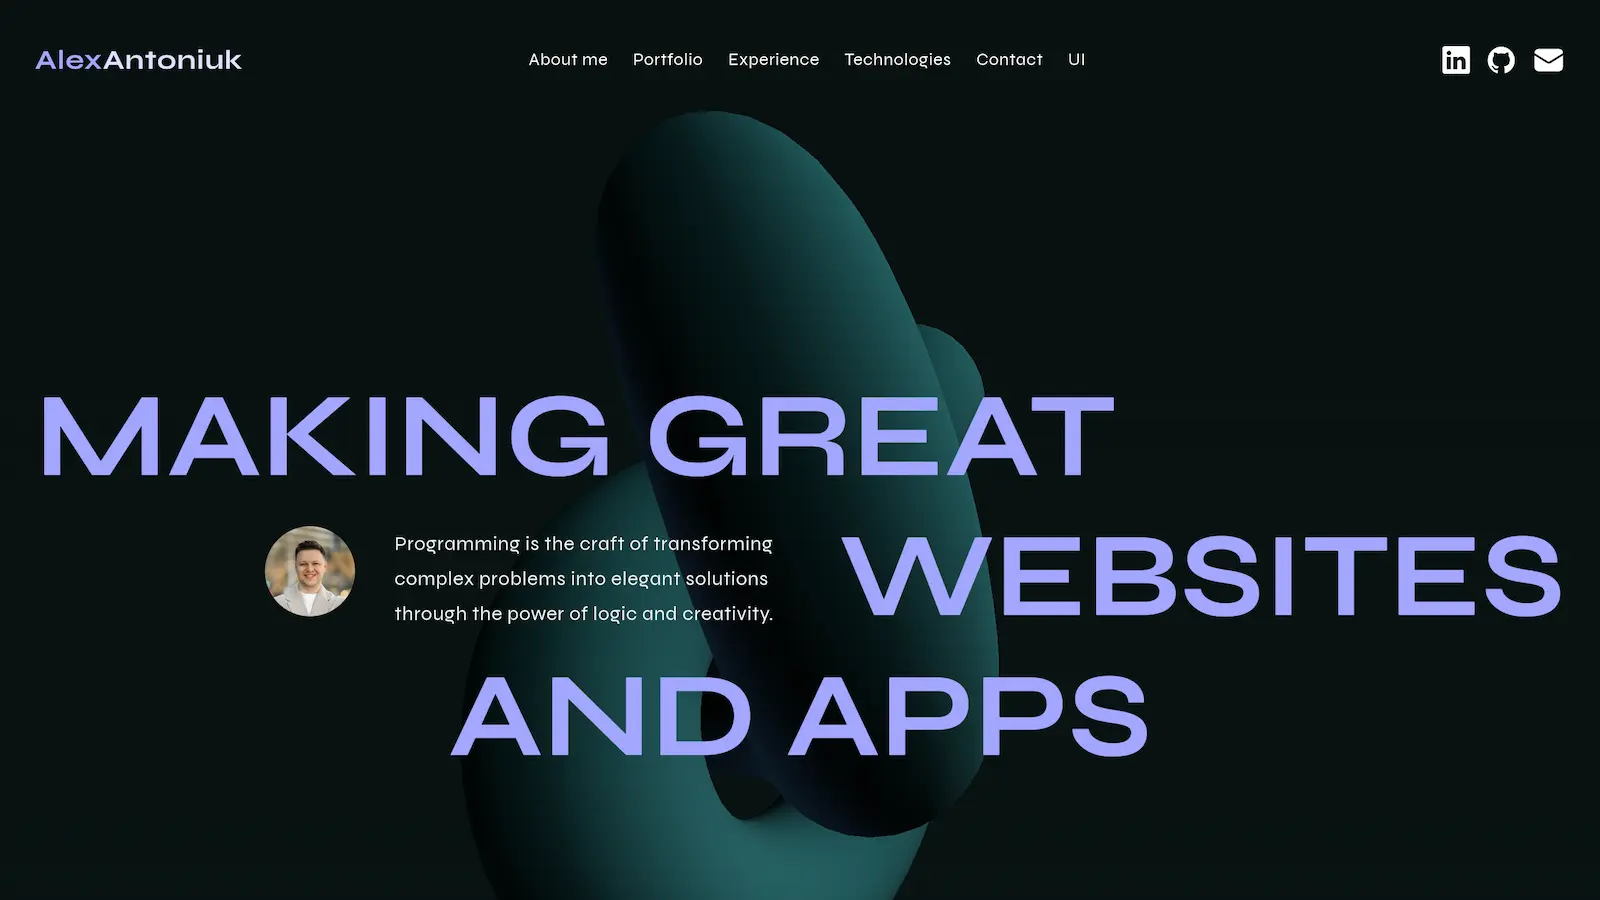 AlexAntoniuk
About me Portfolio Experience Technologies Contact UI
MAKING GREAT
Programming is the craft of transforming
complex problems into elegant solutions
through the power of logic and creativity.
WEBSITES
AND APPS